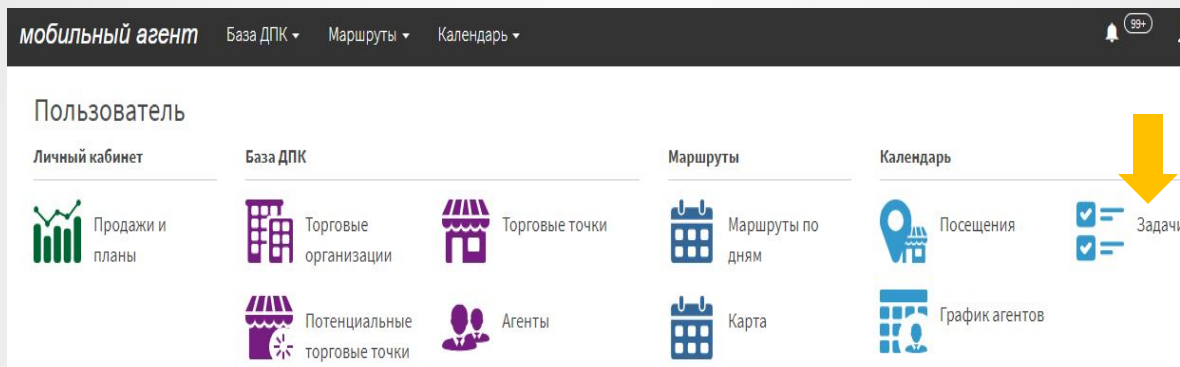 мобильный агент База ДПК Маршруты Календарь 99+
Пользователь
Личный кабинет База ДПК Маршруты Календарь
Продажи и
планы
Торговые
организации
Торговые точки
Маршруты по
дням
Посещения
Задачи
Потенциальные
торговые точки
Агенты
Карта
График агентов